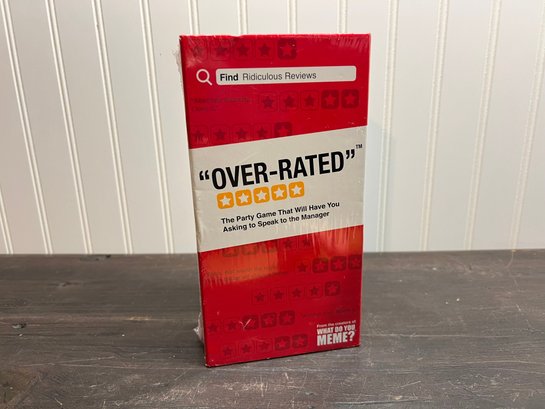 Find Ridiculous Reviews
“OVER-RATED”™
The Party Game That Will Have You
Asking to Speak to the Manager
From the creators of
WHAT DO YOU
MEME?